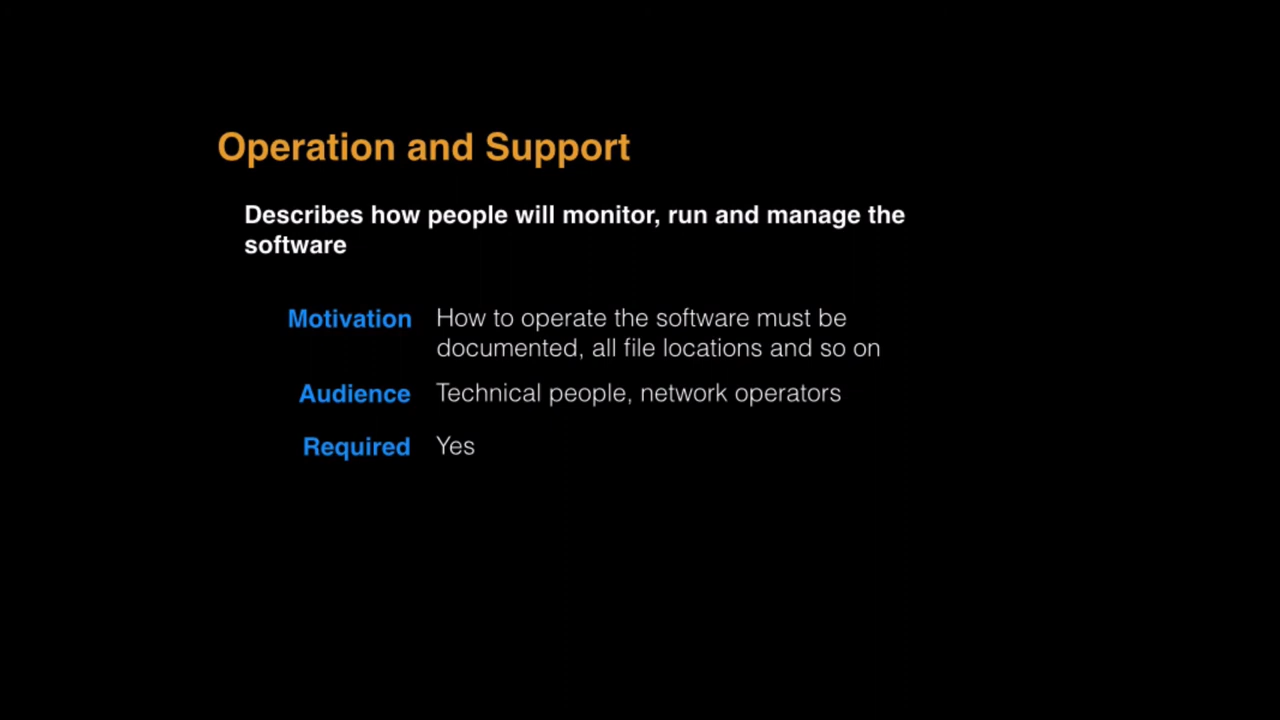 Operation and Support
Describes how people will monitor, run and manage the
software
Motivation How to operate the software must be
documented, all file locations and so on
Audience Technical people, network operators
Required Yes